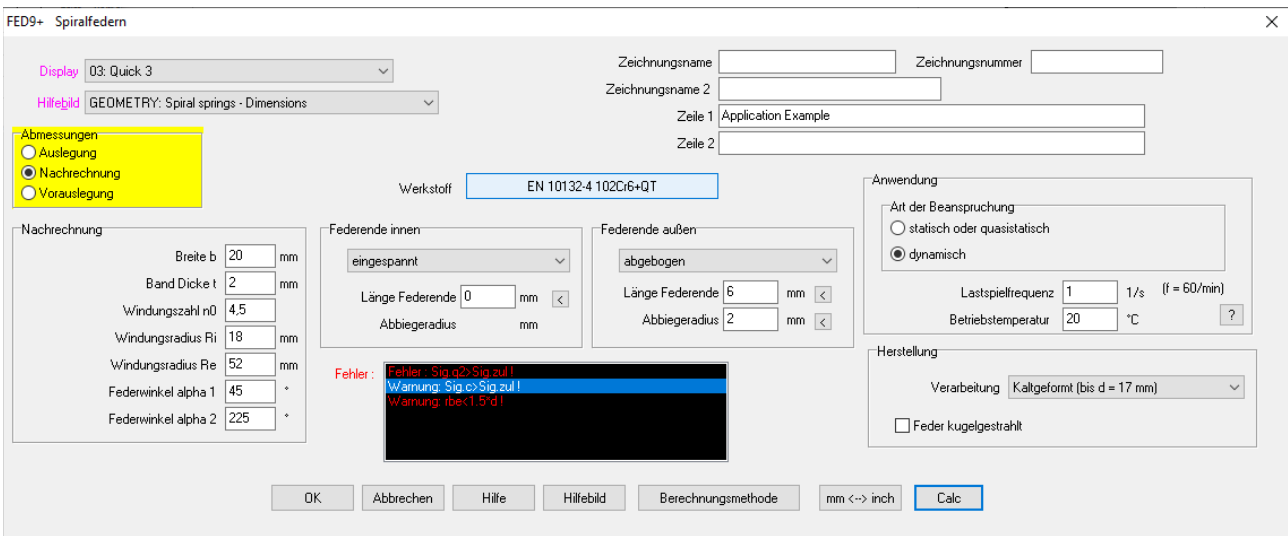 FED9+ Spiralfedern
Display 03: Quick 3
Hilfebild GEOMETRY: Spiral springs - Dimensions
Zeichnungsname Zeichnungsnummer
Zeichnungsname 2
Zeile 1 Application Example
Zeile 2
Abmessungen
Auslegung
Nachrechnung
Vorauslegung
Werkstoff EN 10132-4 102Cr6+QT
Nachrechnung
Breite b 20 mm
Band Dicke t 2 mm
Windungszahl n0 4,5
Windungsradius Ri 18 mm
Windungsradius Re 52 mm
Federwinkel alpha 1 45 °
Federwinkel alpha 2 225 °
Federende innen
eingespannt
Länge Federende 0 mm <
Abbiegeradius mm
Federende außen
abgebogen
Länge Federende 6 mm <
Abbiegeradius 2 mm <
Fehler :
Fehler : Sig.q2>Sig.zul !
Warnung: Sig.c>Sig.zul !
Warnung: rbe<1.5*d !
Anwendung
Art der Beanspruchung
statisch oder quasistatisch
dynamisch
Lastspielfrequenz 1 1/s (f = 60/min)
Betriebstemperatur 20 °C ?
Herstellung
Verarbeitung Kaltgeformt (bis d = 17 mm)
Feder kugelgestrahlt
OK Abbrechen Hilfe Hilfebild Berechnungsmethode mm <--> inch Calc